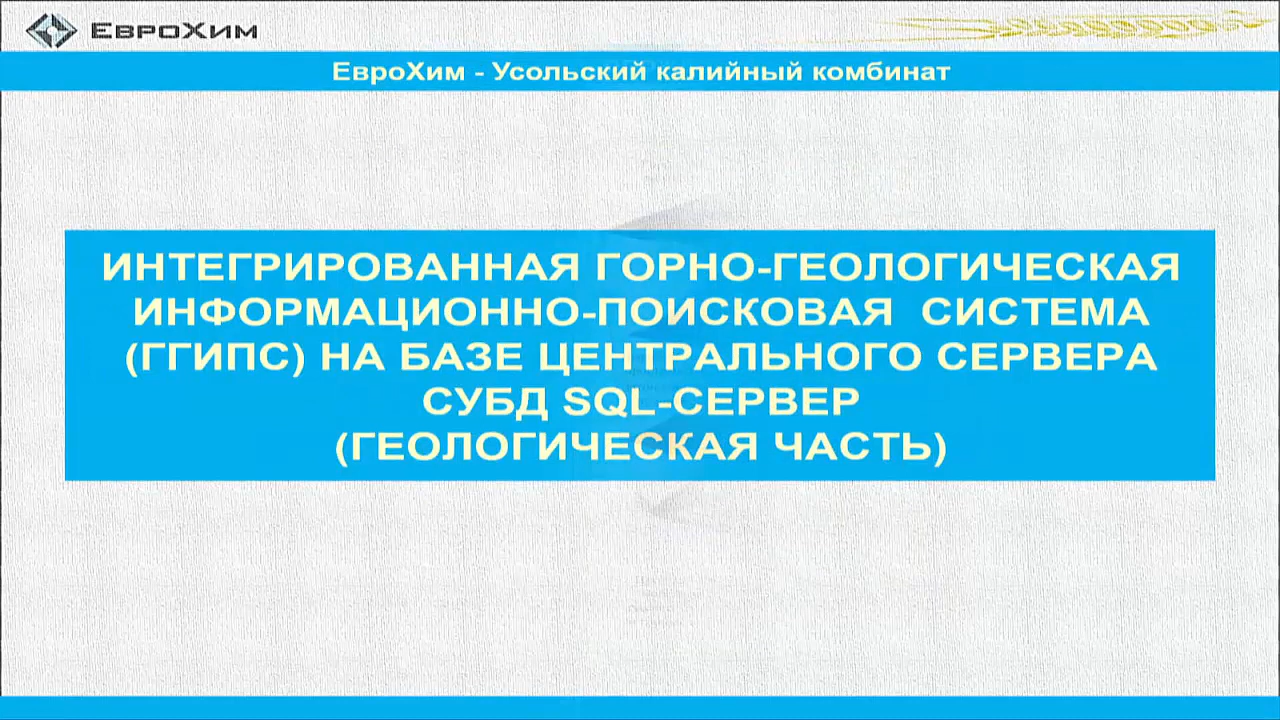 ЕвроХим
ЕвроХим - Усольский калийный комбинат
ИНТЕГРИРОВАННАЯ ГОРНО-ГЕОЛОГИЧЕСКАЯ
ИНФОРМАЦИОННО-ПОИСКОВАЯ СИСТЕМА
(ГГИПС) НА БАЗЕ ЦЕНТРАЛЬНОГО СЕРВЕРА
СУБД SQL-СЕРВЕР
(ГЕОЛОГИЧЕСКАЯ ЧАСТЬ)